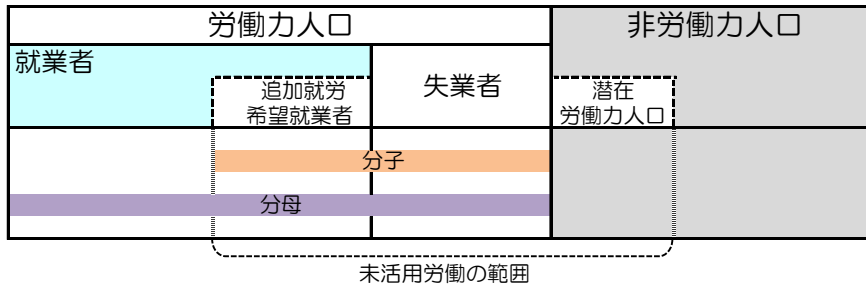 労働力人口
非労働力人口
就業者
追加就労
希望就業者
失業者
潜在
労働力人口
分子
分母
未活用労働の範囲